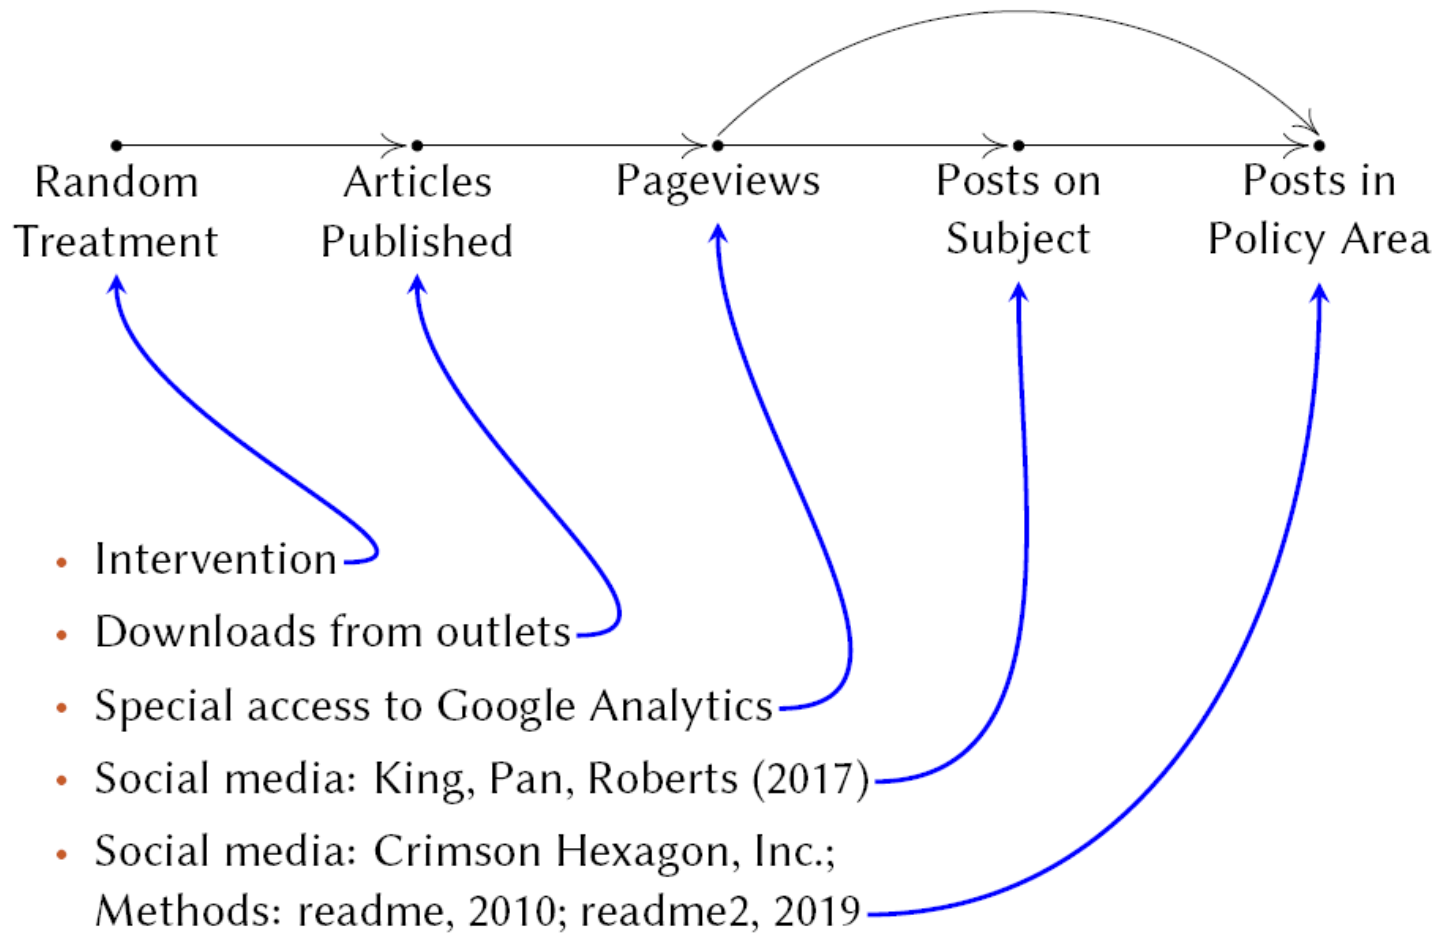 Random
Treatment
Articles
Published
Pageviews
Posts on
Subject
Posts in
Policy Area
• Intervention
• Downloads from outlets
• Special access to Google Analytics
• Social media: King, Pan, Roberts (2017)
• Social media: Crimson Hexagon, Inc.;
Methods: readme, 2010; readme2, 2019